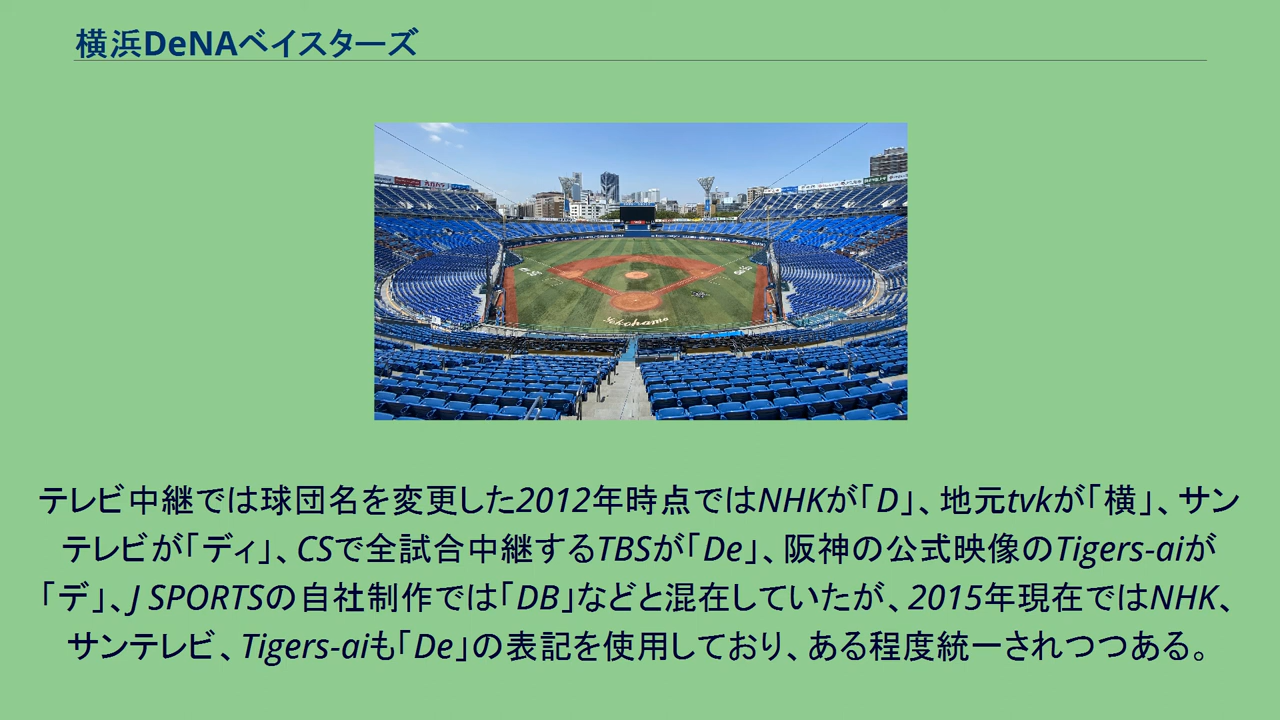 横浜DeNAベイスターズ
Yokohama
テレビ中継では球団名を変更した2012年時点ではNHKが「D」、地元tvkが「横」、サン
テレビが「ディ」、CSで全試合中継するTBSが「De」、阪神の公式映像のTigers-aiが
「デ」、J SPORTSの自社制作では「DB」などと混在していたが、2015年現在ではNHK、
サンテレビ、Tigers-aiも「De」の表記を使用しており、ある程度統一されつつある。